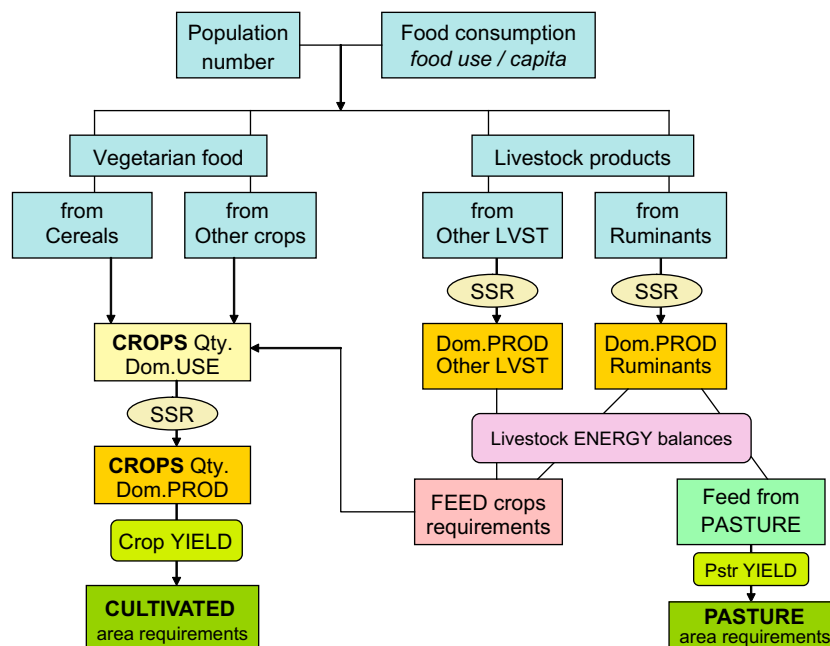 Population
number
Food consumption
food use / capita
Vegetarian food
Livestock products
from
Cereals
from
Other crops
from
Other LVST
from
Ruminants
SSR
SSR
CROPS Qty.
Dom.USE
Dom.PROD
Other LVST
Dom.PROD
Ruminants
SSR
Livestock ENERGY balances
CROPS Qty.
Dom.PROD
FEED crops
requirements
Feed from
PASTURE
Crop YIELD
Pstr YIELD
CULTIVATED
area requirements
PASTURE
area requirements